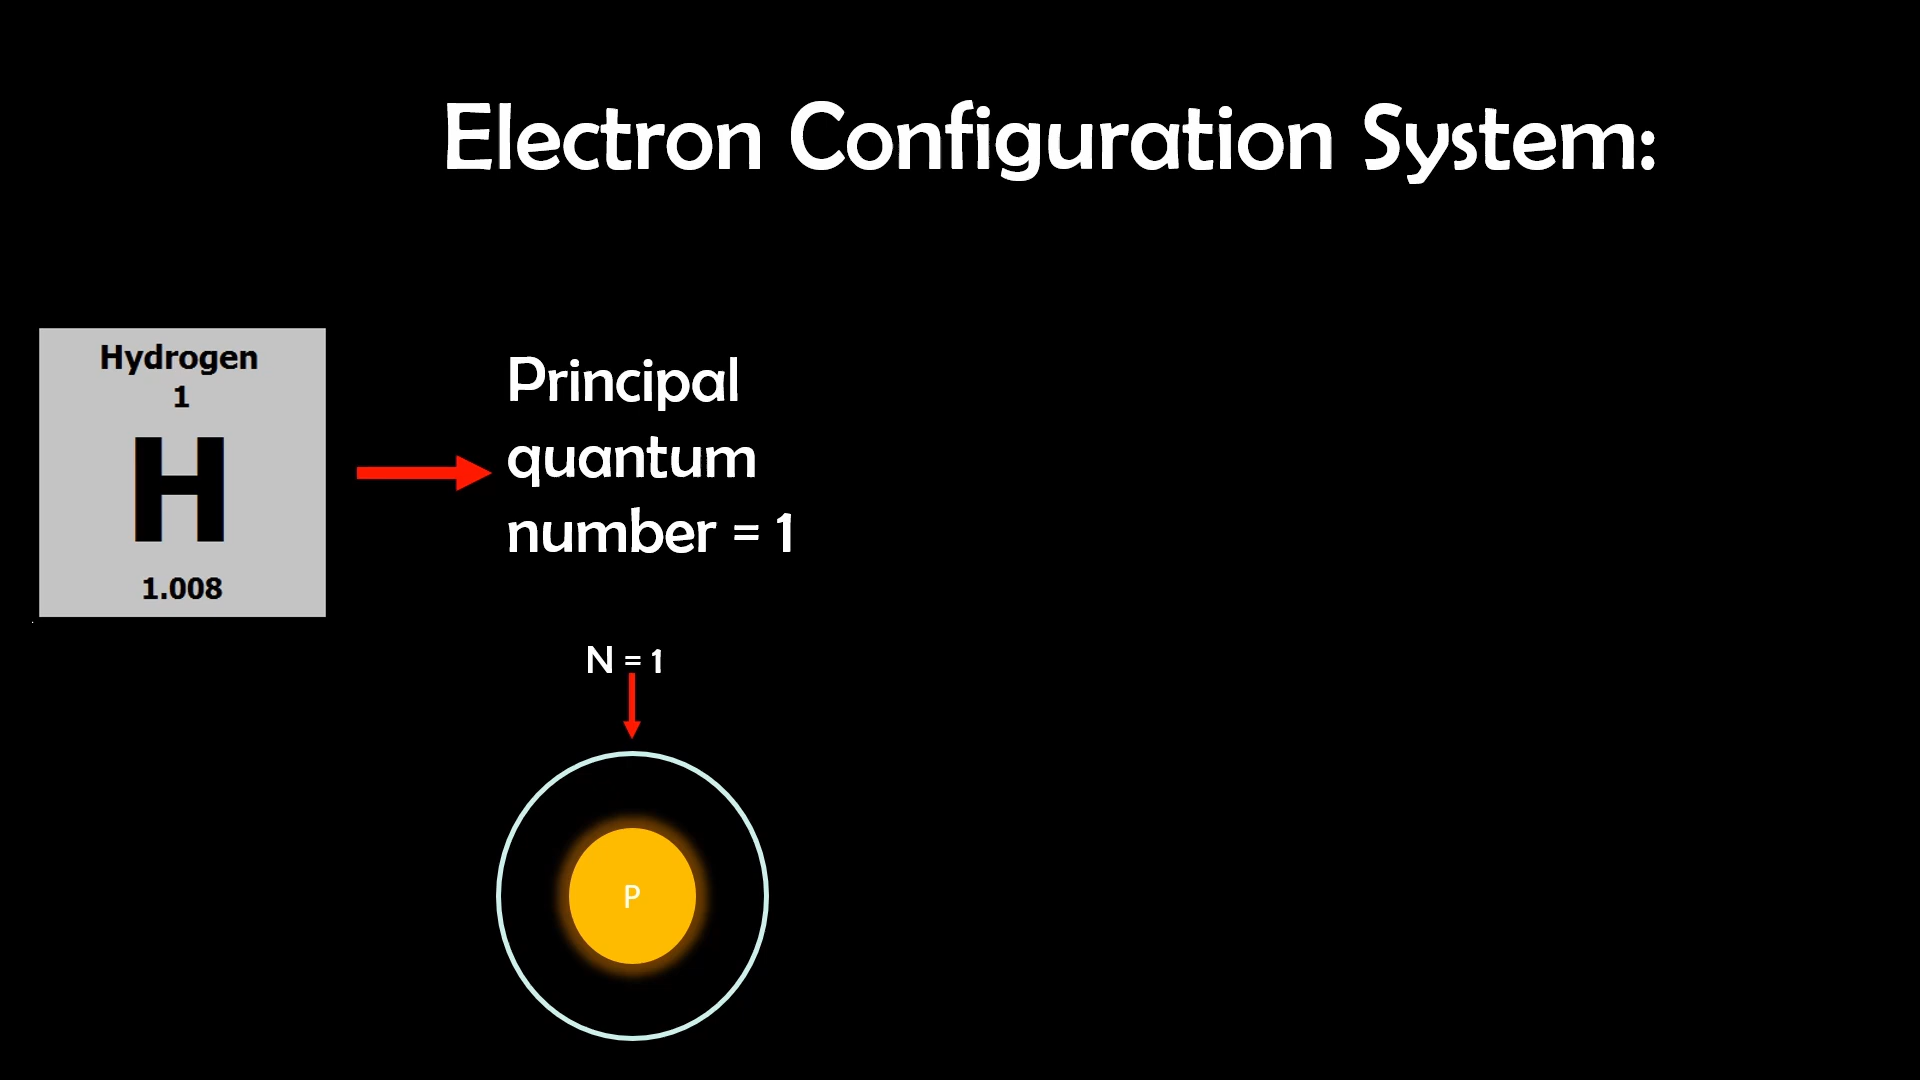 Electron Configuration System:
Hydrogen
1
H
1.008
Principal
quantum
number = 1
N = 1
P